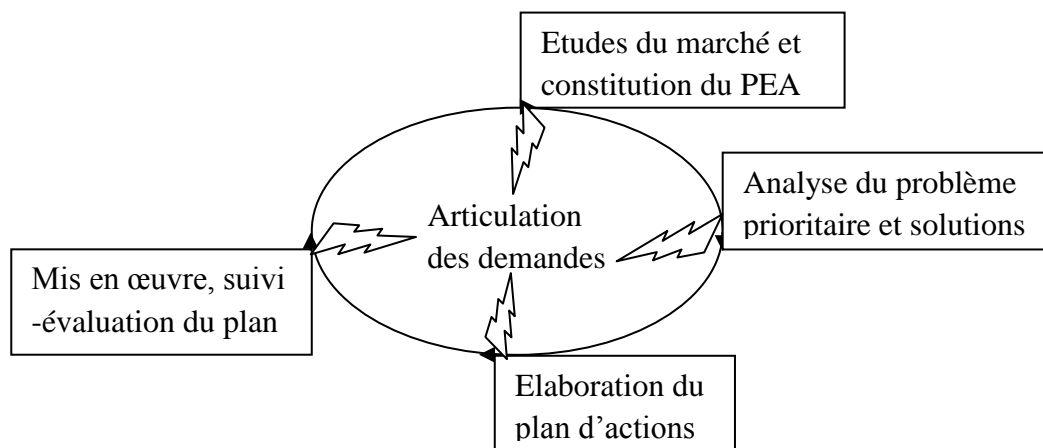 Etudes du marché et
constitution du PEA
Analyse du problème
prioritaire et solutions
Articulation
des demandes
Mis en œuvre, suivi
-évaluation du plan
Elaboration du
plan d’actions